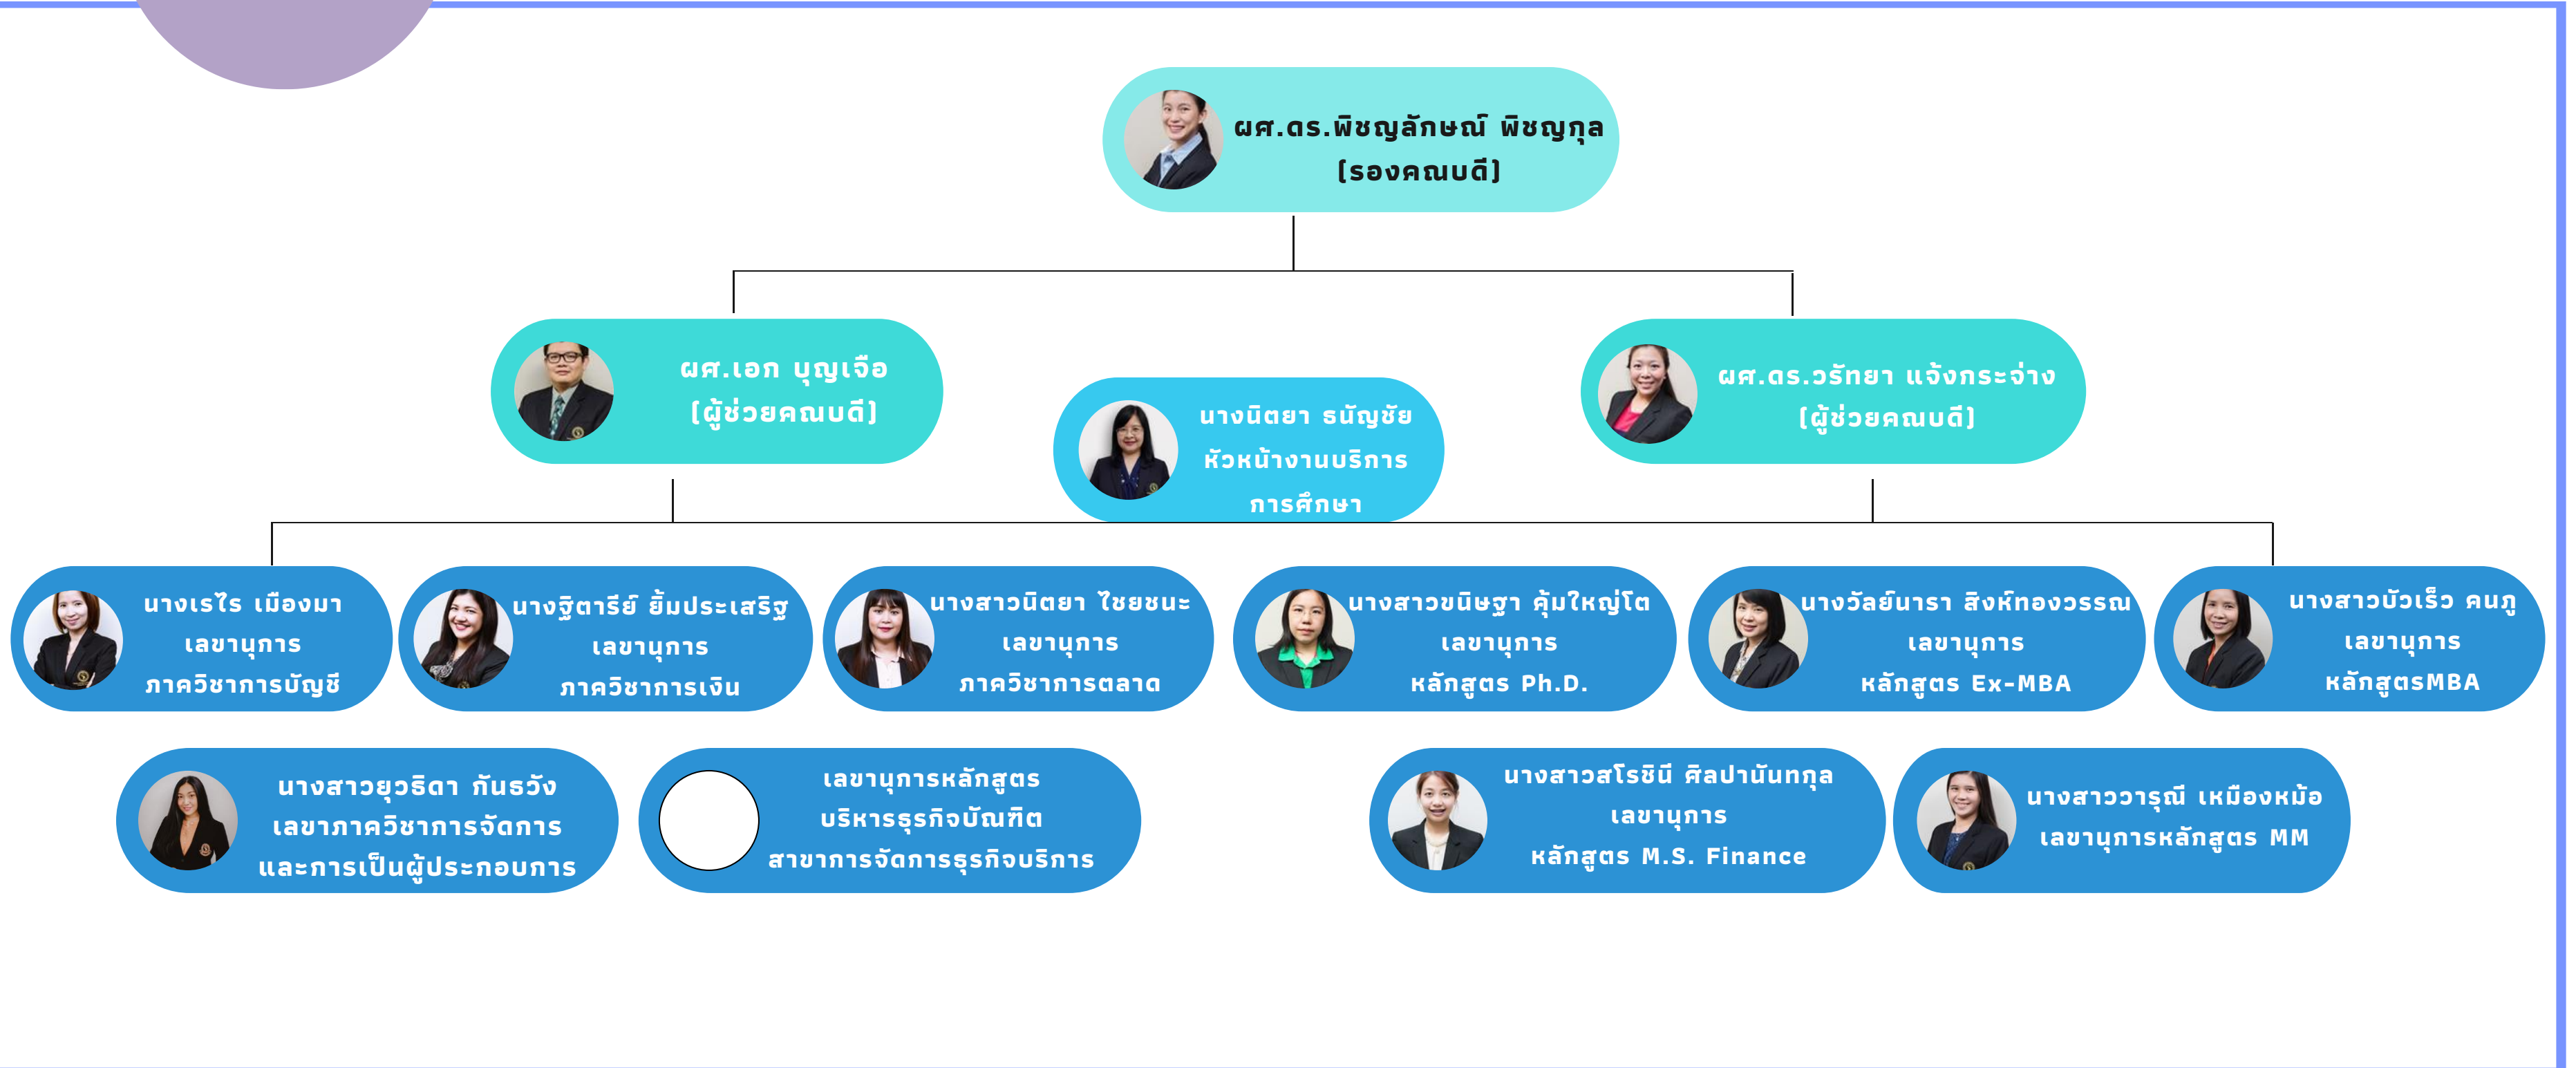 ผศ.ดร.พิชญลักษณ์ พิชญกุล
(รองคณบดี)
ผศ.เอก บุญเจือ
(ผู้ช่วยคณบดี)
นางนิตยา ธนัญชัย
หัวหน้างานบริการ
การศึกษา
ผศ.ดร.วรัทยา แจ้งกระจ่าง
(ผู้ช่วยคณบดี)
นางเรไร เมืองมา
เลขานุการ
ภาควิชาการบัญชี
นางฐิตารีย์ ยิ้มประเสริฐ
เลขานุการ
ภาควิชาการเงิน
นางสาวนิตยา ไชยชนะ
เลขานุการ
ภาควิชาการตลาด
นางสาวขนิษฐา คุ้มใหญ่โต
เลขานุการ
หลักสูตร Ph.D.
นางวัลย์นารา สิงห์ทองวรรณ
เลขานุการ
หลักสูตร Ex-MBA
นางสาวบัวเร็ว คนภู
เลขานุการ
หลักสูตรMBA
นางสาวยุวธิดา กันธวัง
เลขาภาควิชาการจัดการ
และการเป็นผู้ประกอบการ
เลขานุการหลักสูตร
บริหารธุรกิจบัณฑิต
สาขาการจัดการธุรกิจบริการ
นางสาวสโรชินี ศิลปานันทกุล
เลขานุการ
หลักสูตร M.S. Finance
นางสาววารุณี เหมืองหม้อ
เลขานุการหลักสูตร MM